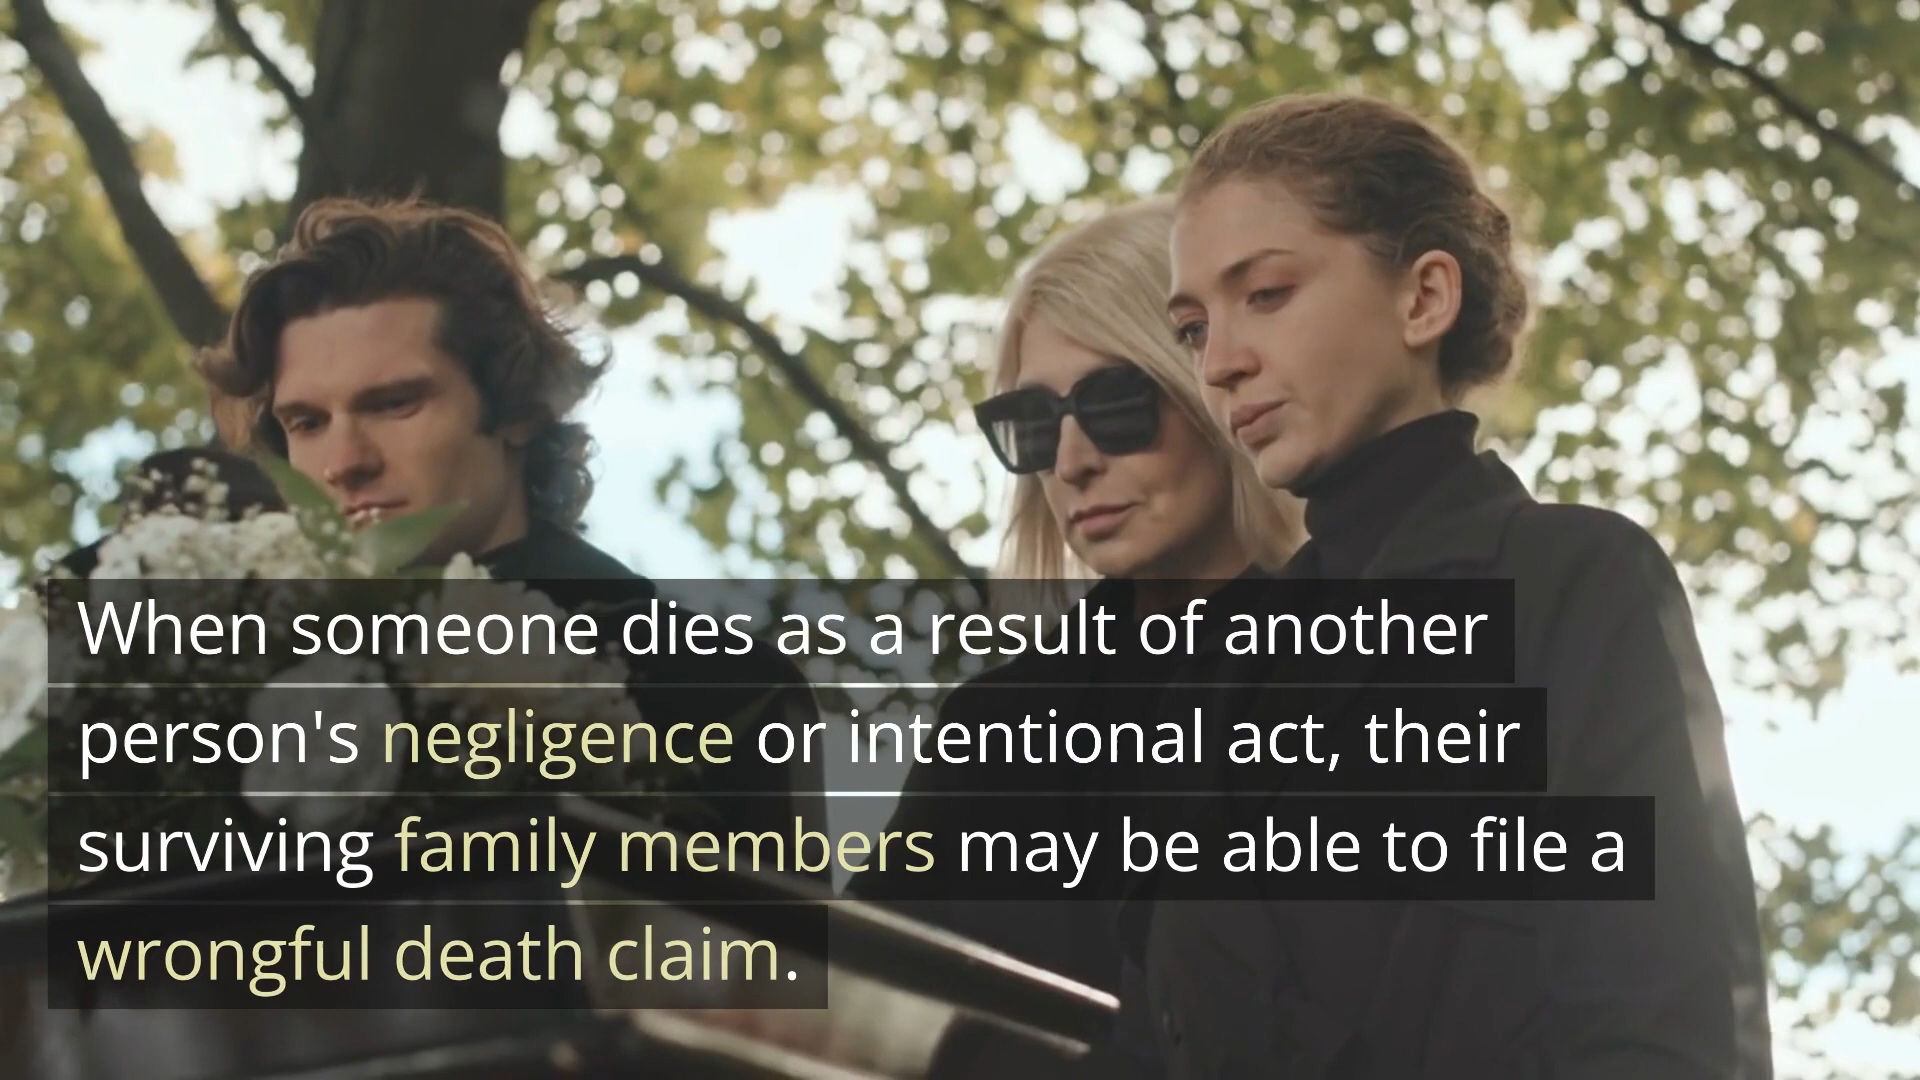 When someone dies as a result of another
person's negligence or intentional act, their
surviving family members may be able to file a
wrongful death claim.